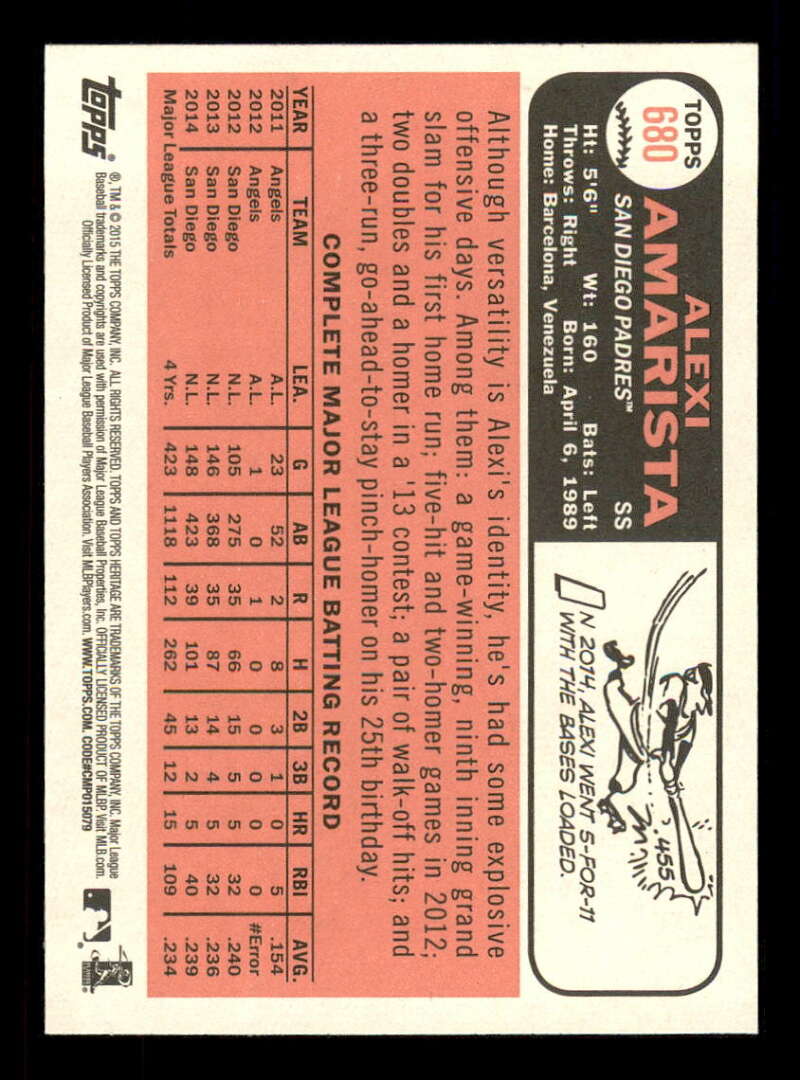 TOPPS
680
ALEXI
AMARISTA
SAN DIEGO PADRES™ SS
Ht: 5'6" Wt: 160 Bats: Left
Throws: Right Born: April 6, 1989
Home: Barcelona, Venezuela
.455
IN 2014, ALEXI WENT 5-FOR-11
WITH THE BASES LOADED.
Although versatility is Alexi's identity, he's had some explosive
offensive days. Among them: a game-winning, ninth inning grand
slam for his first home run; five-hit and two-homer games in 2012;
two doubles and a homer in a '13 contest; a pair of walk-off hits; and
a three-run, go-ahead-to-stay pinch-homer on his 25th birthday.
COMPLETE MAJOR LEAGUE BATTING RECORD
YEAR TEAM LEA. G AB R H 2B 3B HR RBI AVG.
2011 Angels A.L. 23 52 2 8 3 1 0 5 .154
2012 Angels A.L. 1 0 1 0 0 0 0 0 #Error
2012 San Diego N.L. 105 275 35 66 15 5 5 32 .240
2013 San Diego N.L. 146 368 35 87 14 4 5 32 .236
2014 San Diego N.L. 148 423 39 101 13 2 5 40 .239
Major League Totals 4 Yrs. 423 1118 112 262 45 12 15 109 .234
topps®
®, TM & © 2015 THE TOPPS COMPANY, INC. ALL RIGHTS RESERVED. TOPPS AND TOPPS HERITAGE ARE TRADEMARKS OF THE TOPPS COMPANY, INC. Major League
Baseball trademarks and copyrights are used with permission of Major League Baseball Properties, Inc. OFFICIALLY LICENSED PRODUCT OF MLBP. Visit MLB.com.
Officially Licensed Product of Major League Baseball Players Association. Visit MLBPlayers.com. WWW.TOPPS.COM. CODE#CMP015079